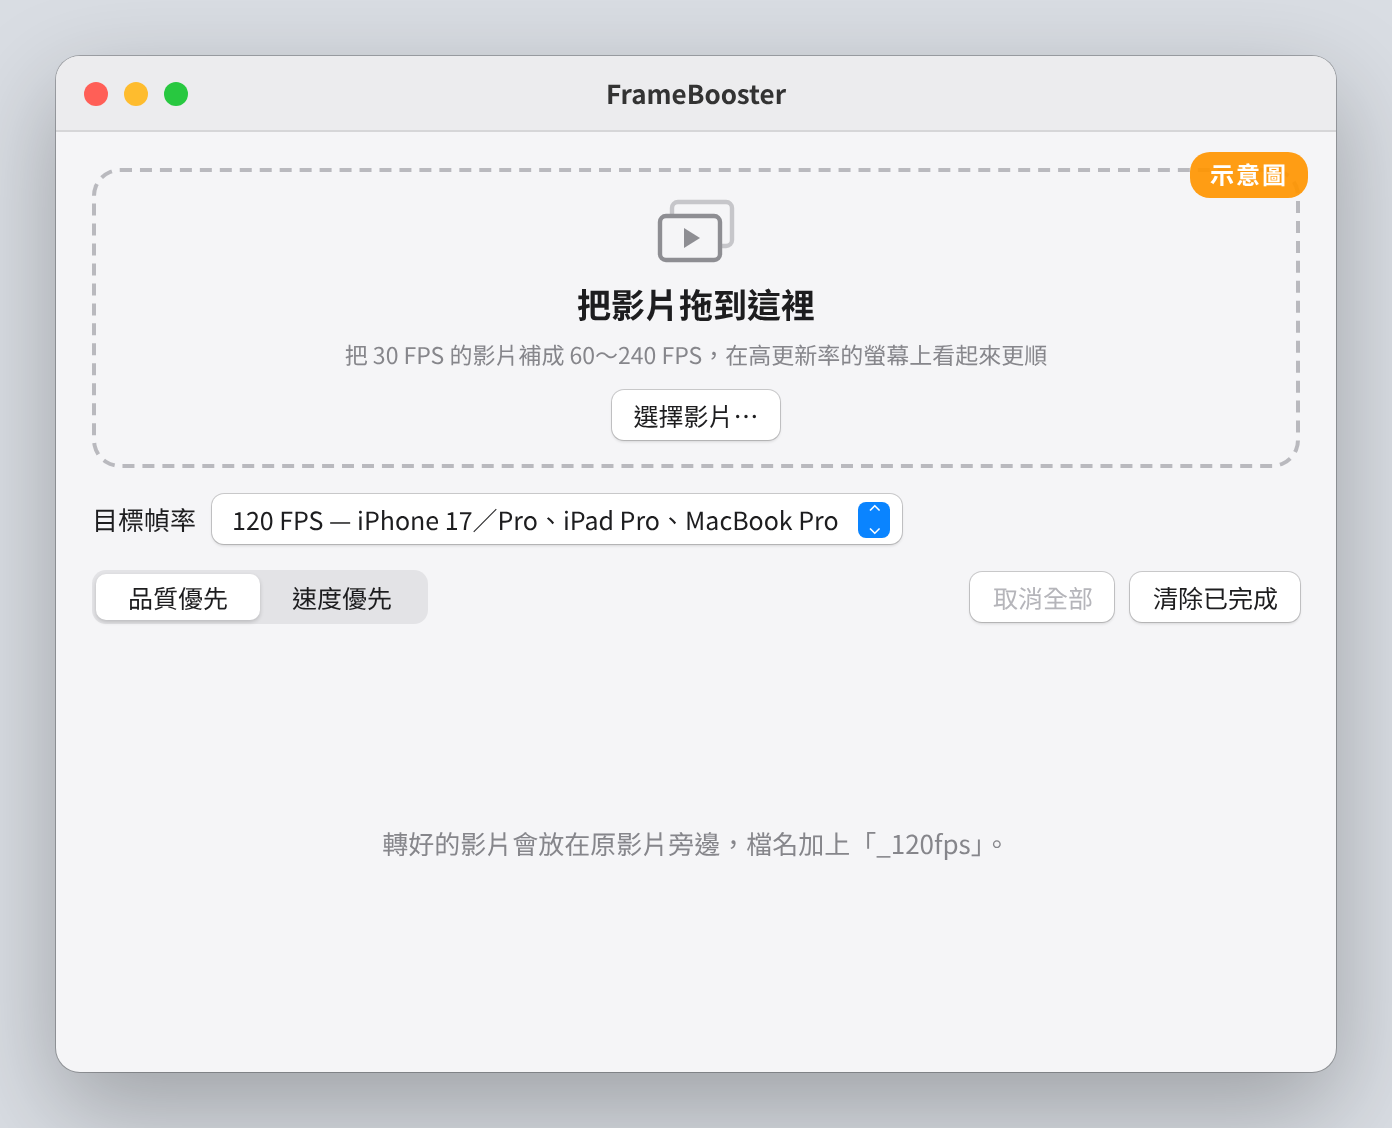 FrameBooster
示意圖
把影片拖到這裡
把 30 FPS 的影片補成 60～240 FPS，在高更新率的螢幕上看起來更順
選擇影片⋯
目標幀率 120 FPS — iPhone 17／Pro、iPad Pro、MacBook Pro
品質優先 速度優先 取消全部 清除已完成
轉好的影片會放在原影片旁邊，檔名加上「_120fps」。